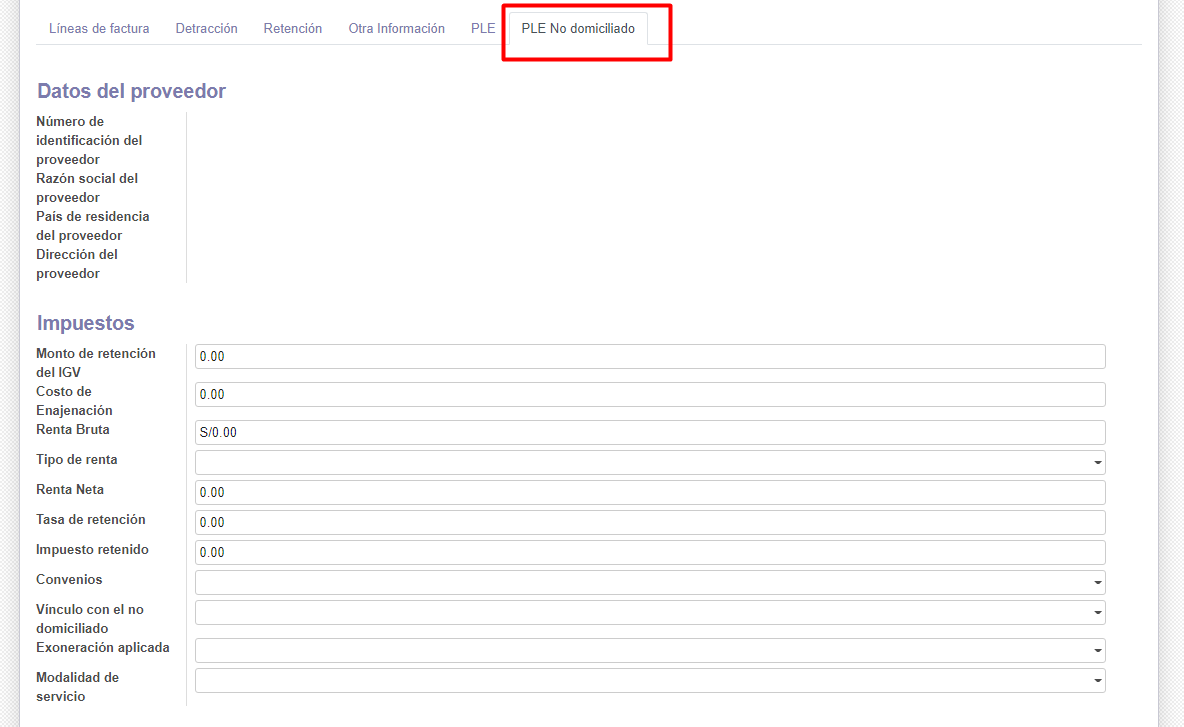 Líneas de factura Detracción Retención Otra Información PLE PLE No domiciliado
Datos del proveedor
Número de
identificación del
proveedor
Razón social del
proveedor
País de residencia
del proveedor
Dirección del
proveedor
Impuestos
Monto de retención
del IGV
0.00
Costo de
Enajenación
0.00
Renta Bruta
S/0.00
Tipo de renta
Renta Neta
0.00
Tasa de retención
0.00
Impuesto retenido
0.00
Convenios
Vínculo con el no
domiciliado
Exoneración aplicada
Modalidad de
servicio